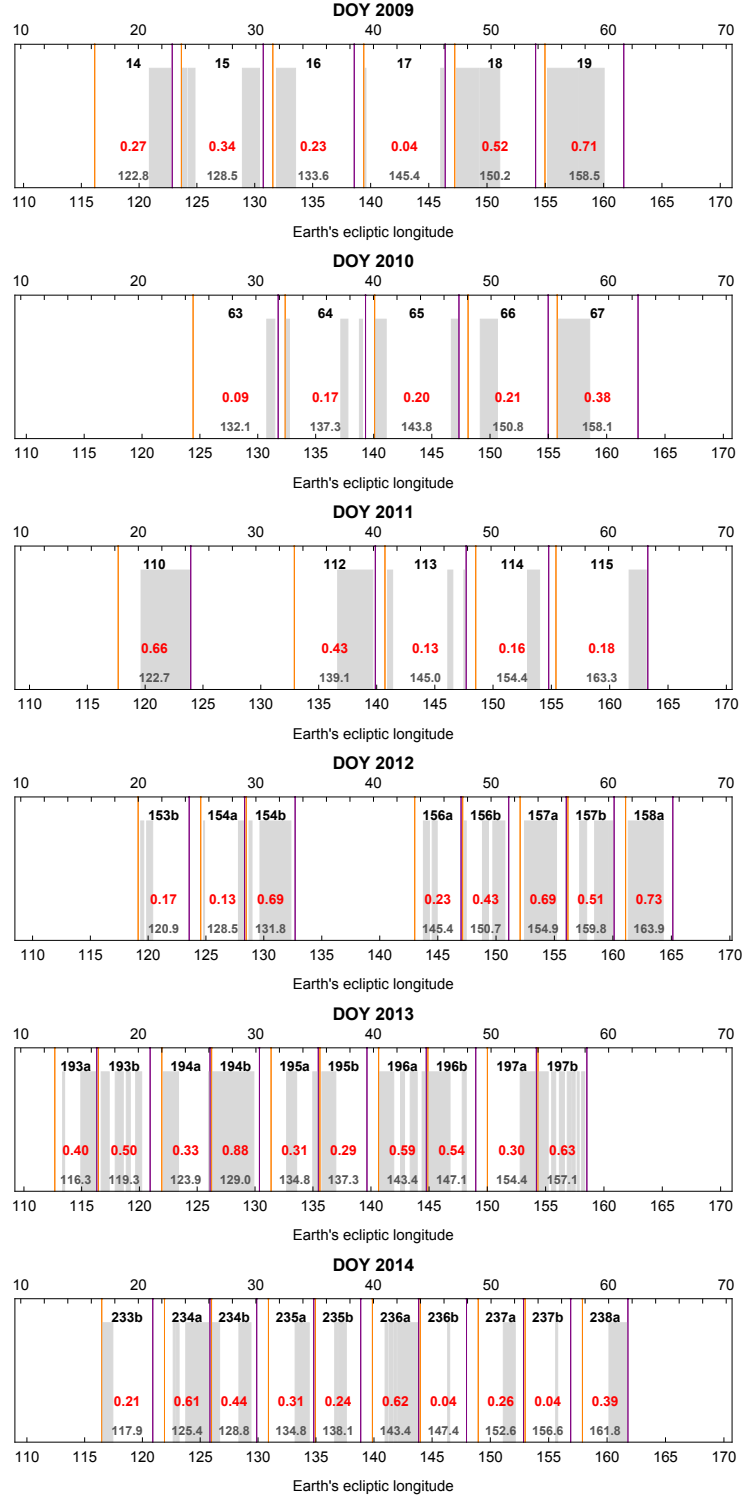 DOY 2009
10 20 30 40 50 60 70
14 15 16 17 18 19
0.27 0.34 0.23 0.04 0.52 0.71
122.8 128.5 133.6 145.4 150.2 158.5
110 115 120 125 130 135 140 145 150 155 160 165 170
Earth's ecliptic longitude
DOY 2010
10 20 30 40 50 60 70
63 64 65 66 67
0.09 0.17 0.20 0.21 0.38
132.1 137.3 143.8 150.8 158.1
110 115 120 125 130 135 140 145 150 155 160 165 170
Earth's ecliptic longitude
DOY 2011
10 20 30 40 50 60 70
110 112 113 114 115
0.66 0.43 0.13 0.16 0.18
122.7 139.1 145.0 154.4 163.3
110 115 120 125 130 135 140 145 150 155 160 165 170
Earth's ecliptic longitude
DOY 2012
10 20 30 40 50 60 70
153b 154a 154b 156a 156b 157a 157b 158a
0.17 0.13 0.69 0.23 0.43 0.69 0.51 0.73
120.9 128.5 131.8 145.4 150.7 154.9 159.8 163.9
110 115 120 125 130 135 140 145 150 155 160 165 170
Earth's ecliptic longitude
DOY 2013
10 20 30 40 50 60 70
193a 193b 194a 194b 195a 195b 196a 196b 197a 197b
0.40 0.50 0.33 0.88 0.31 0.29 0.59 0.54 0.30 0.63
116.3 119.3 123.9 129.0 134.8 137.3 143.4 147.1 154.4 157.1
110 115 120 125 130 135 140 145 150 155 160 165 170
Earth's ecliptic longitude
DOY 2014
10 20 30 40 50 60 70
233b 234a 234b 235a 235b 236a 236b 237a 237b 238a
0.21 0.61 0.44 0.31 0.24 0.62 0.04 0.26 0.04 0.39
117.9 125.4 128.8 134.8 138.1 143.4 147.4 152.6 156.6 161.8
110 115 120 125 130 135 140 145 150 155 160 165 170
Earth's ecliptic longitude